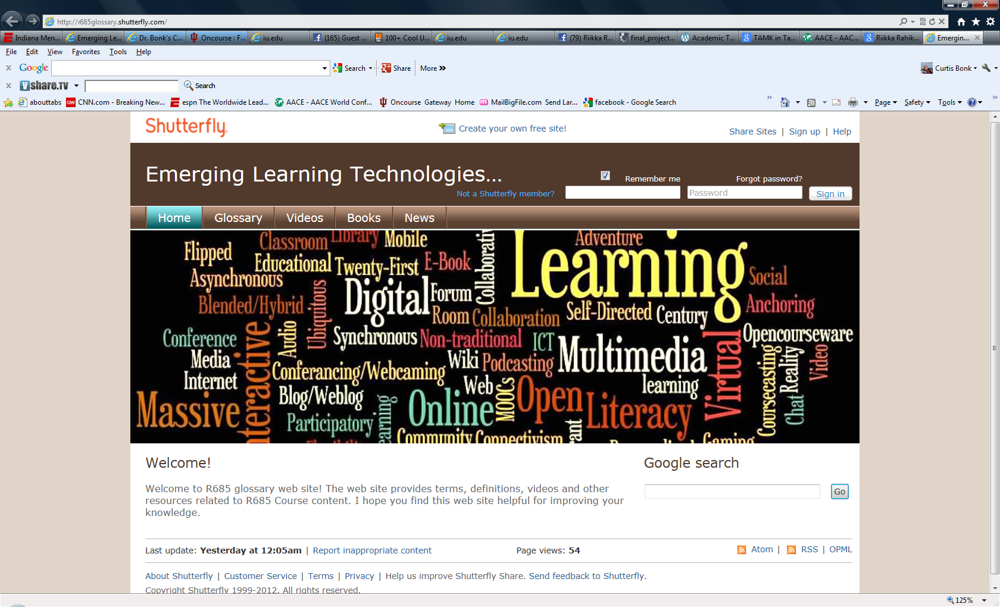 http://r685glossary.shutterfly.com/
Indiana Men... Emerging Le... Dr. Bonk's C... Oncourse : F... iu.edu (165) Guest ... 100+ Cool U... iu.edu iu.edu (79) Riikka R... final_project... Academic T... TAMK in Ta... AACE - AAC... Riikka Rahik... Emergin...
File Edit View Favorites Tools Help
x Google Search Share More » Curtis Bonk
x Vshare.TV Search
abouttabs CNN CNN.com - Breaking New... espn The Worldwide Lead... AACE - AACE World Conf... Oncourse Gateway Home MailBigFile.com Send Lar... facebook - Google Search » Page Safety Tools »
Shutterfly. Create your own free site! Share Sites | Sign up | Help
Emerging Learning Technologies...
Remember me Forgot password?
Not a Shutterfly member? Password Sign in
Home Glossary Videos Books News
Flipped Classroom Library Mobile Collaborativ Learning Adventure
Educational Twenty-First E-Book Social
Asynchronous Digital Forum
Blended/Hybrid Ubiquitous Room Collaboration Self-Directed Century Anchoring
Conference Interactive Audio Synchronous Non-traditional ICT Multimedia Virtual Opencourseware
Media Wiki Podcasting Coursecasting Reality Video
Internet Conferancing/Webcaming Web MOOCs Open learning
Massive Blog/Weblog Online Literacy Chat
Participatory
Community Connectivism Gaming
Welcome! Google search
Welcome to R685 glossary web site! The web site provides terms, definitions, videos and other
resources related to R685 Course content. I hope you find this web site helpful for improving your
knowledge.
Go
Last update: Yesterday at 12:05am | Report inappropriate content Page views: 54 Atom | RSS | OPML
About Shutterfly | Customer Service | Terms | Privacy | Help us improve Shutterfly Share. Send feedback to Shutterfly.
Copyright Shutterfly 1999-2012. All rights reserved.
125%